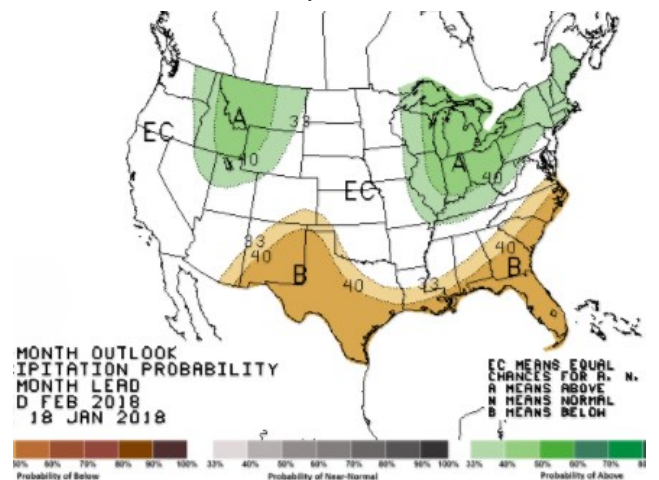 A
33
EC
A
40
EC
40
33
40
B
40
33
40
B
MONTH OUTLOOK
IPITATION PROBABILITY
MONTH LEAD
D FEB 2018
18 JAN 2018
EC MEANS EQUAL
CHANCES FOR A, N,
A MEANS ABOVE
N MEANS NORMAL
B MEANS BELOW
50% 60% 70% 80% 90% 100% 33% 40% 50% 60% 70% 80% 90% 100% 33% 40% 50% 60% 70%
Probability of Below Probability of Near-Normal Probability of Above